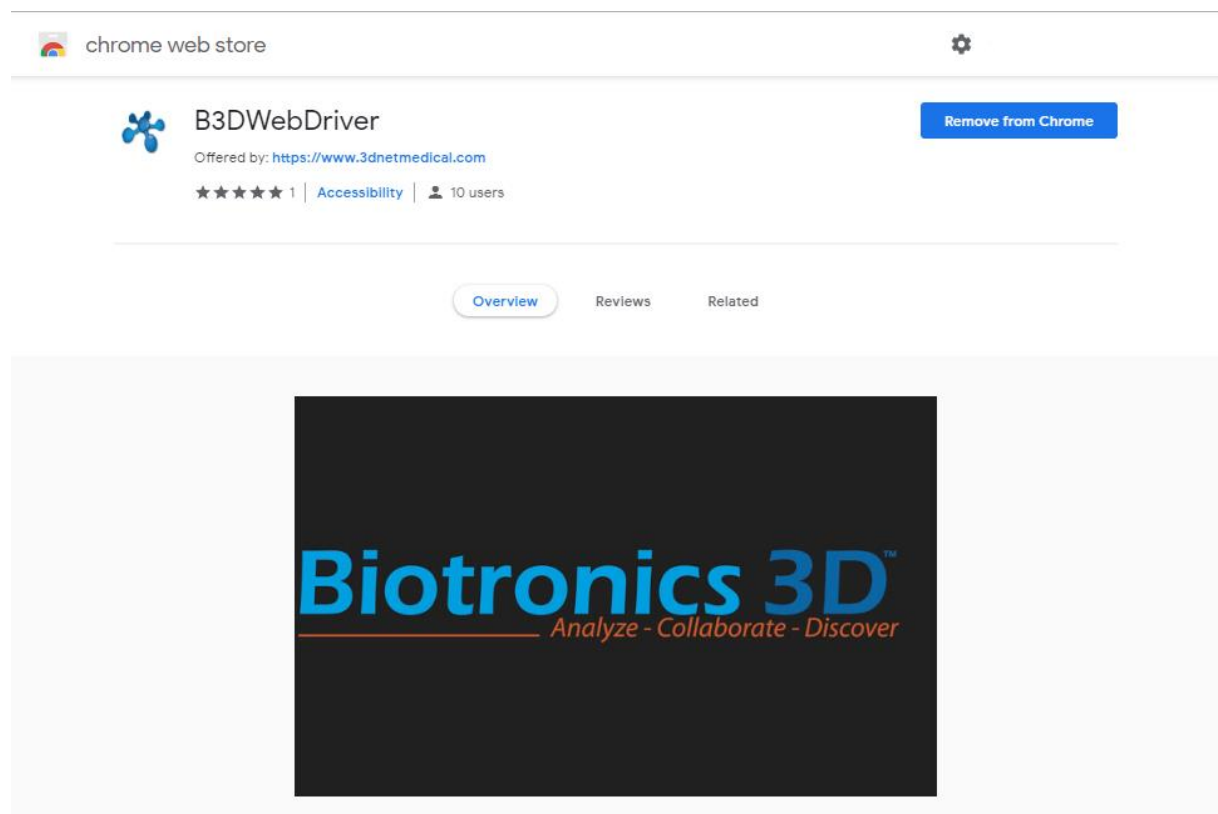 chrome web store
B3DWebDriver
Remove from Chrome
Offered by: https://www.3dnetmedical.com
1 Accessibility 10 users
Overview Reviews Related
Biotronics 3D™
Analyze - Collaborate - Discover